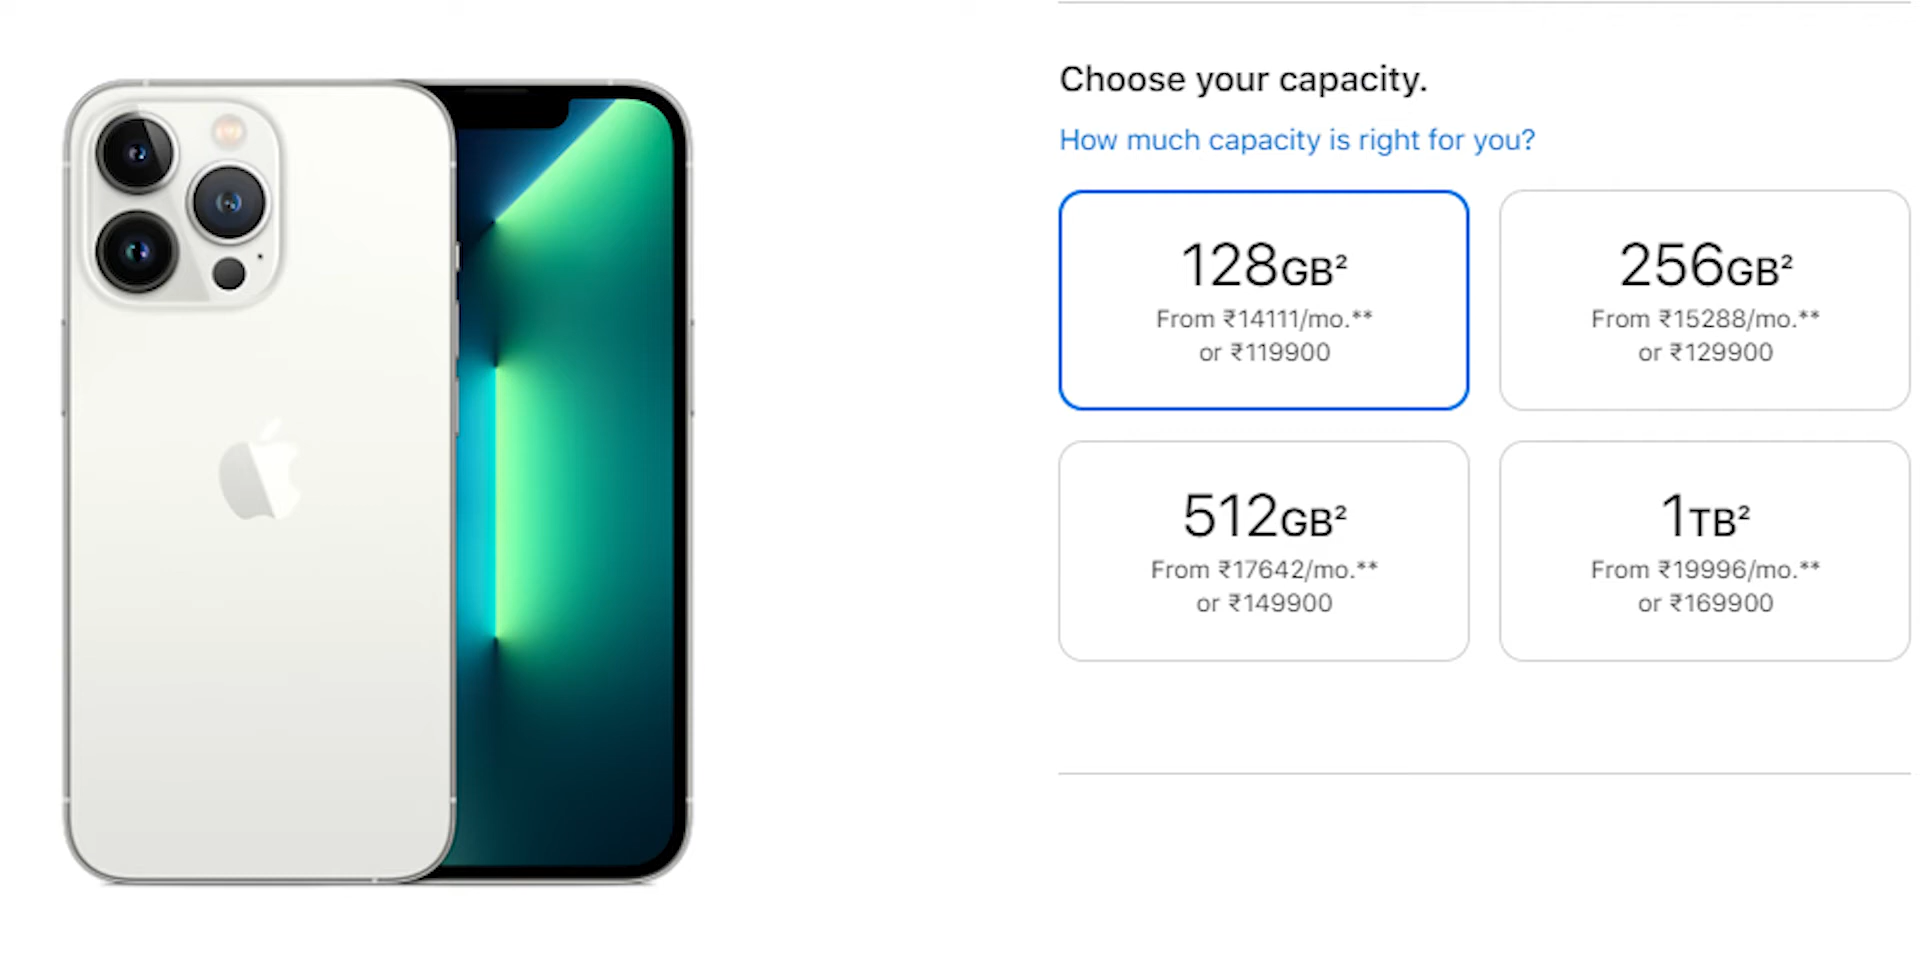 Choose your capacity.
How much capacity is right for you?
128GB²
From ₹14111/mo.**
or ₹119900
256GB²
From ₹15288/mo.**
or ₹129900
512GB²
From ₹17642/mo.**
or ₹149900
1TB²
From ₹19996/mo.**
or ₹169900